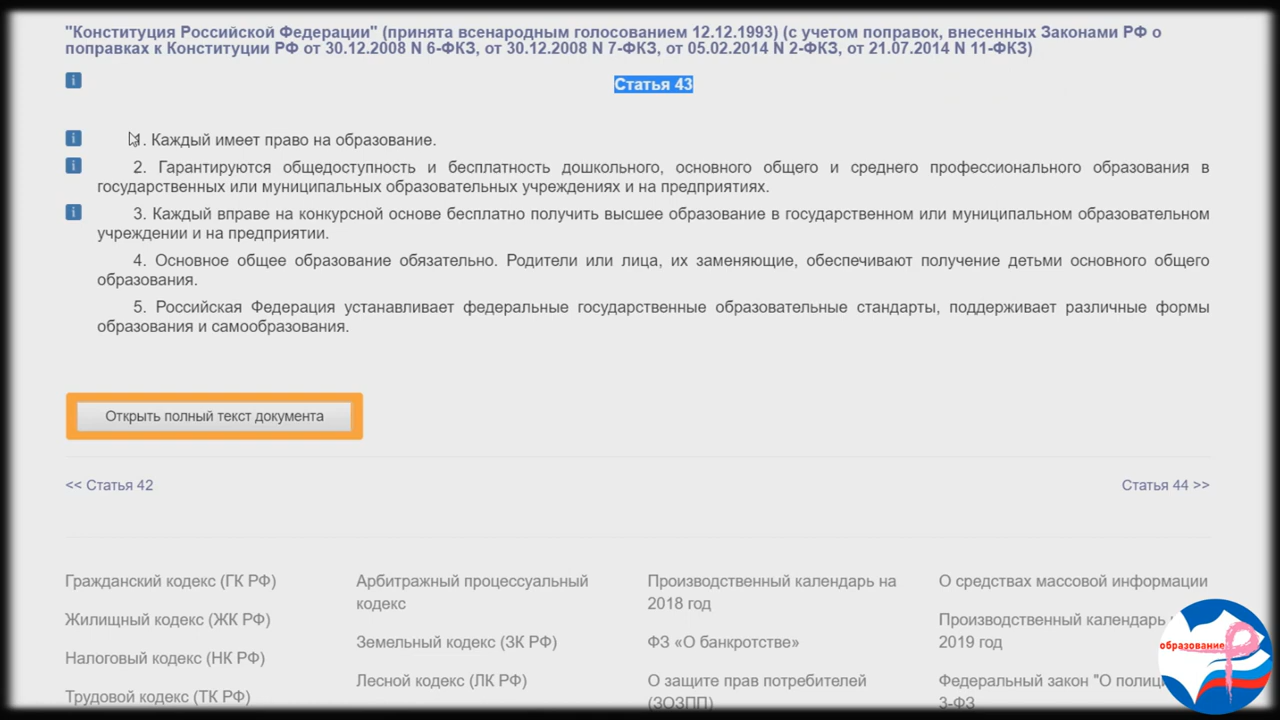 "Конституция Российской Федерации" (принята всенародным голосованием 12.12.1993) (с учетом поправок, внесенных Законами РФ о
поправках к Конституции РФ от 30.12.2008 N 6-ФКЗ, от 30.12.2008 N 7-ФКЗ, от 05.02.2014 N 2-ФКЗ, от 21.07.2014 N 11-ФКЗ)
Статья 43
1. Каждый имеет право на образование.
2. Гарантируются общедоступность и бесплатность дошкольного, основного общего и среднего профессионального образования в
государственных или муниципальных образовательных учреждениях и на предприятиях.
3. Каждый вправе на конкурсной основе бесплатно получить высшее образование в государственном или муниципальном образовательном
учреждении и на предприятии.
4. Основное общее образование обязательно. Родители или лица, их заменяющие, обеспечивают получение детьми основного общего
образования.
5. Российская Федерация устанавливает федеральные государственные образовательные стандарты, поддерживает различные формы
образования и самообразования.
Открыть полный текст документа
<< Статья 42
Статья 44 >>
Гражданский кодекс (ГК РФ)
Жилищный кодекс (ЖК РФ)
Налоговый кодекс (НК РФ)
Трудовой кодекс (ТК РФ)
Арбитражный процессуальный
кодекс
Земельный кодекс (ЗК РФ)
Лесной кодекс (ЛК РФ)
Производственный календарь на
2018 год
ФЗ «О банкротстве»
О защите прав потребителей
(ЗОЗПП)
О средствах массовой информации
Производственный календарь
2019 год
Федеральный закон "О
3-ФЗ
образование